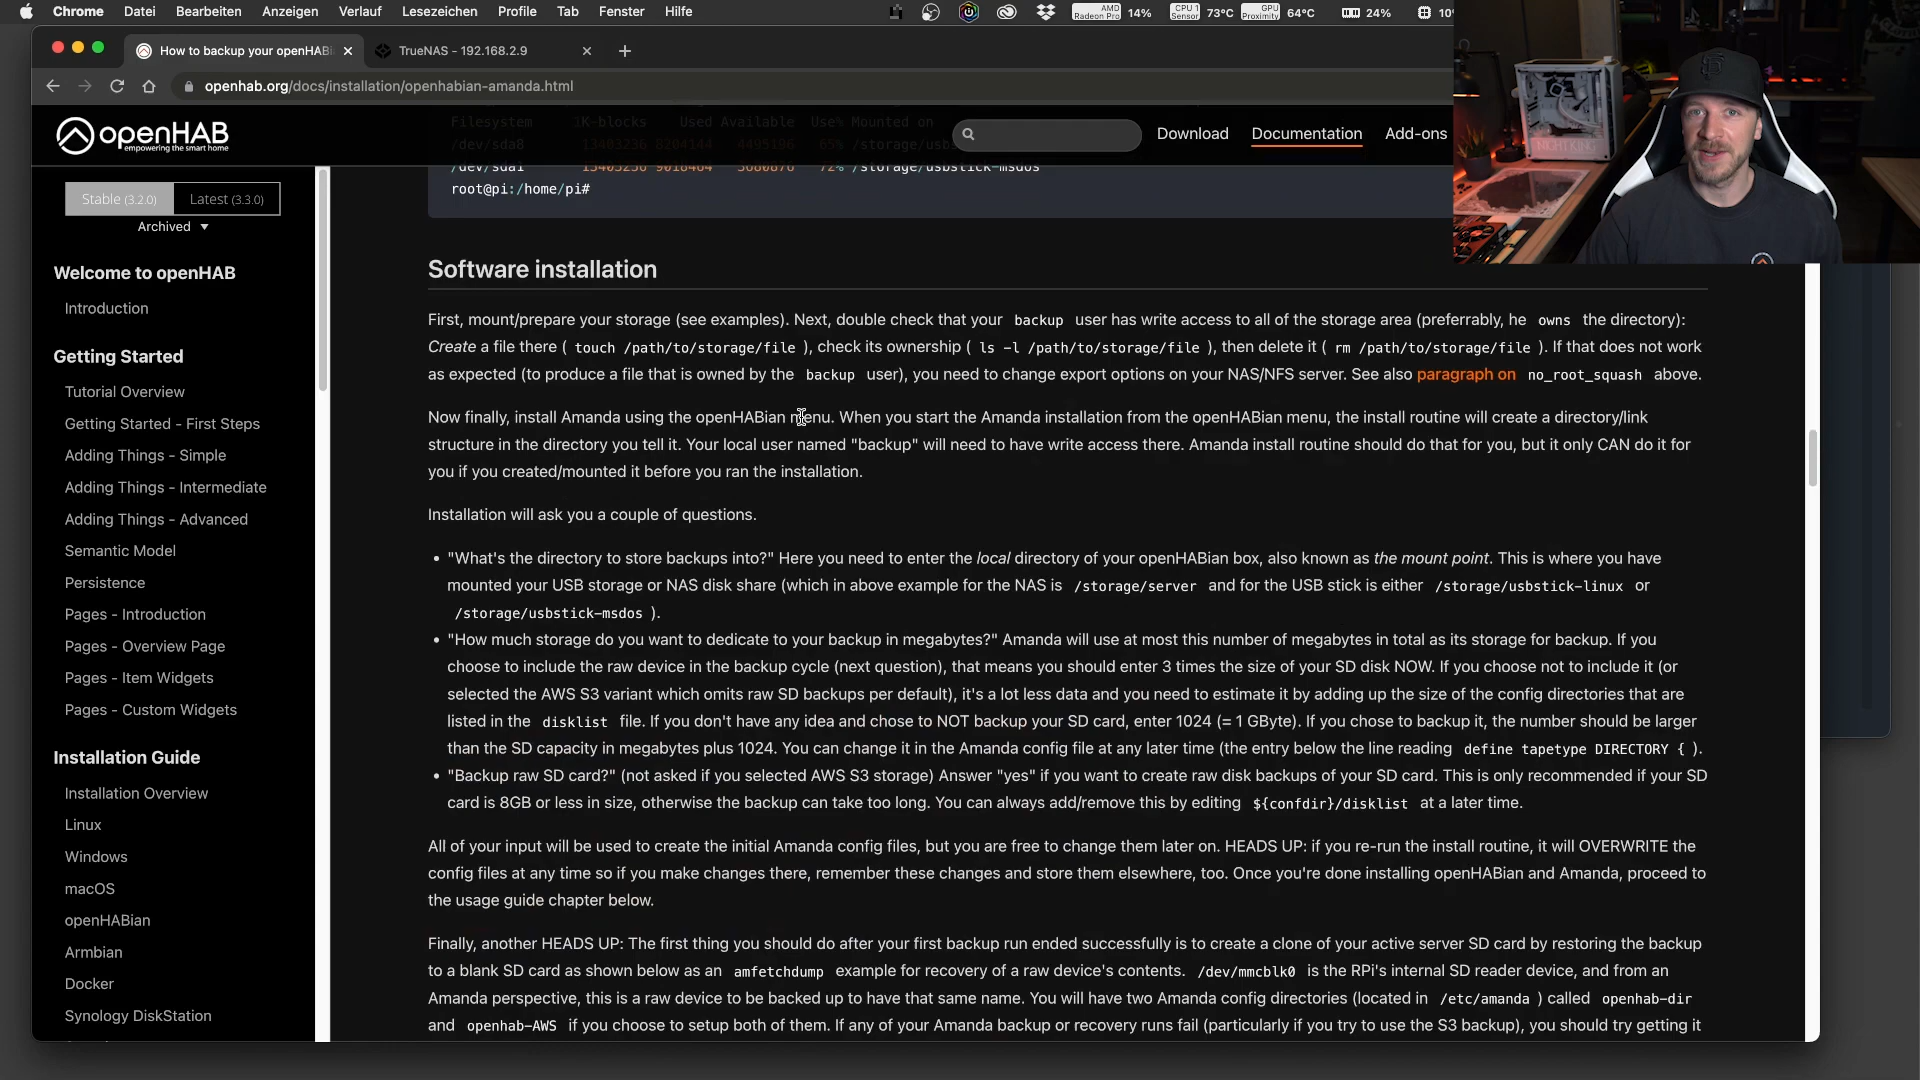 Chrome Datei Bearbeiten Anzeigen Verlauf Lesezeichen Profile Tab Fenster Hilfe AMD Radeon Pro 14% CPU 1 Sensor 73°C GPU Proximity 64°C 24%
How to backup your openHABi TrueNAS - 192.168.2.9
openhab.org/docs/installation/openhabian-amanda.html
openHAB
empowering the smart home
Download Documentation Add-ons
Stable (3.2.0) Latest (3.3.0)
Archived
Welcome to openHAB
Introduction
Getting Started
Tutorial Overview
Getting Started - First Steps
Adding Things - Simple
Adding Things - Intermediate
Adding Things - Advanced
Semantic Model
Persistence
Pages - Introduction
Pages - Overview Page
Pages - Item Widgets
Pages - Custom Widgets
Installation Guide
Installation Overview
Linux
Windows
macOS
openHABian
Armbian
Docker
Synology DiskStation
Filesystem 1K-blocks Used Available Use% Mounted on
/dev/sda8 13403236 8204144 4495196 65% /storage/usbs
/dev/sda1 13403236 9018464 3680876 72% /storage/usbstick-msdos
root@pi:/home/pi#
Software installation
First, mount/prepare your storage (see examples). Next, double check that your backup user has write access to all of the storage area (preferrably, he owns the directory):
Create a file there ( touch /path/to/storage/file ), check its ownership ( ls -l /path/to/storage/file ), then delete it ( rm /path/to/storage/file ). If that does not work
as expected (to produce a file that is owned by the backup user), you need to change export options on your NAS/NFS server. See also paragraph on no_root_squash above.
Now finally, install Amanda using the openHABian menu. When you start the Amanda installation from the openHABian menu, the install routine will create a directory/link
structure in the directory you tell it. Your local user named "backup" will need to have write access there. Amanda install routine should do that for you, but it only CAN do it for
you if you created/mounted it before you ran the installation.
Installation will ask you a couple of questions.
• "What's the directory to store backups into?" Here you need to enter the local directory of your openHABian box, also known as the mount point. This is where you have
mounted your USB storage or NAS disk share (which in above example for the NAS is /storage/server and for the USB stick is either /storage/usbstick-linux or
/storage/usbstick-msdos ).
• "How much storage do you want to dedicate to your backup in megabytes?" Amanda will use at most this number of megabytes in total as its storage for backup. If you
choose to include the raw device in the backup cycle (next question), that means you should enter 3 times the size of your SD disk NOW. If you choose not to include it (or
selected the AWS S3 variant which omits raw SD backups per default), it's a lot less data and you need to estimate it by adding up the size of the config directories that are
listed in the disklist file. If you don't have any idea and chose to NOT backup your SD card, enter 1024 (= 1 GByte). If you chose to backup it, the number should be larger
than the SD capacity in megabytes plus 1024. You can change it in the Amanda config file at any later time (the entry below the line reading define tapetype DIRECTORY { ).
• "Backup raw SD card?" (not asked if you selected AWS S3 storage) Answer "yes" if you want to create raw disk backups of your SD card. This is only recommended if your SD
card is 8GB or less in size, otherwise the backup can take too long. You can always add/remove this by editing ${confdir}/disklist at a later time.
All of your input will be used to create the initial Amanda config files, but you are free to change them later on. HEADS UP: if you re-run the install routine, it will OVERWRITE the
config files at any time so if you make changes there, remember these changes and store them elsewhere, too. Once you're done installing openHABian and Amanda, proceed to
the usage guide chapter below.
Finally, another HEADS UP: The first thing you should do after your first backup run ended successfully is to create a clone of your active server SD card by restoring the backup
to a blank SD card as shown below as an amfetchdump example for recovery of a raw device's contents. /dev/mmcblk0 is the RPi's internal SD reader device, and from an
Amanda perspective, this is a raw device to be backed up to have that same name. You will have two Amanda config directories (located in /etc/amanda ) called openhab-dir
and openhab-AWS if you choose to setup both of them. If any of your Amanda backup or recovery runs fail (particularly if you try to use the S3 backup), you should try getting it